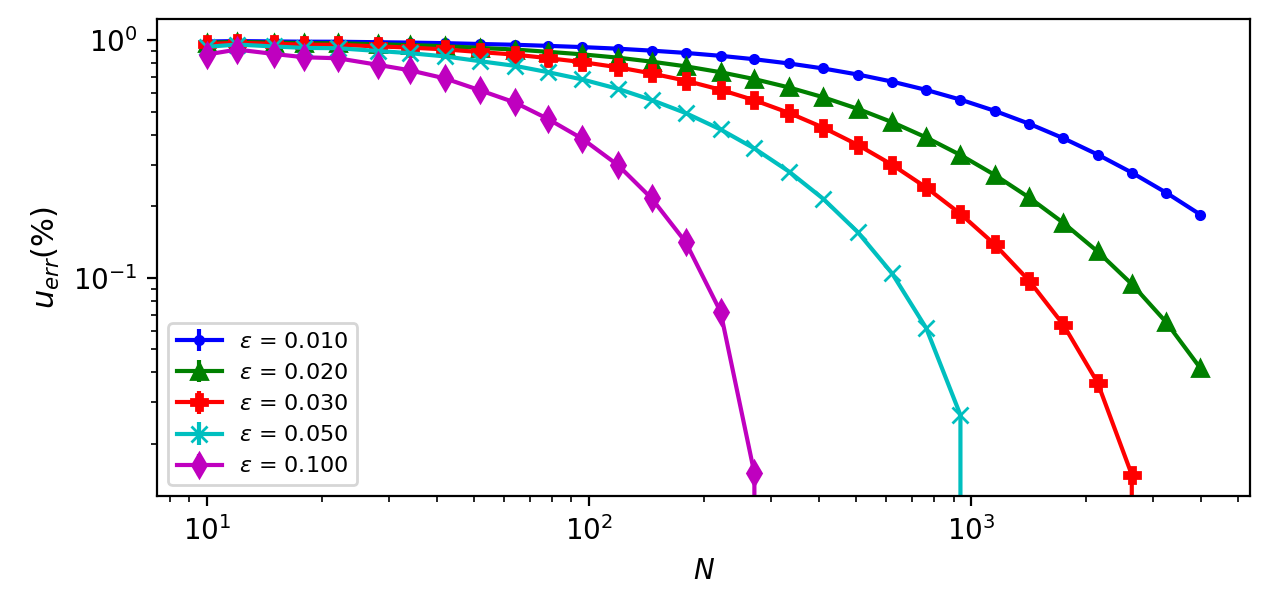 10⁰
10⁻¹
u_err(%)
ε = 0.010
ε = 0.020
ε = 0.030
ε = 0.050
ε = 0.100
10¹ 10² 10³
N